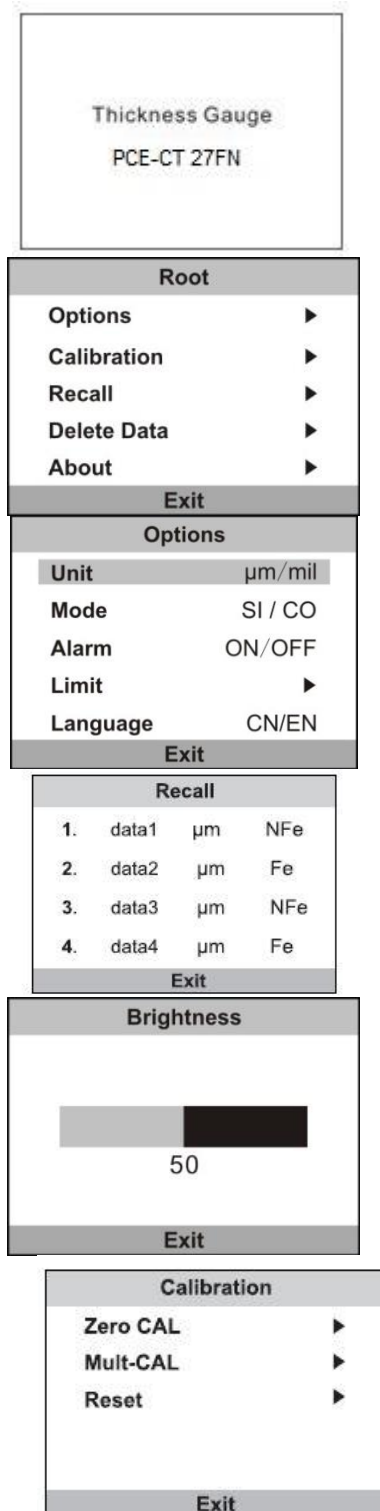 Thickness Gauge
PCE-CT 27FN
Root
Options ▶
Calibration ▶
Recall ▶
Delete Data ▶
About ▶
Exit
Options
Unit μm/mil
Mode SI / CO
Alarm ON/OFF
Limit ▶
Language CN/EN
Exit
Recall
1. data1 μm NFe
2. data2 μm Fe
3. data3 μm NFe
4. data4 μm Fe
Exit
Brightness
50
Exit
Calibration
Zero CAL ▶
Mult-CAL ▶
Reset ▶
Exit